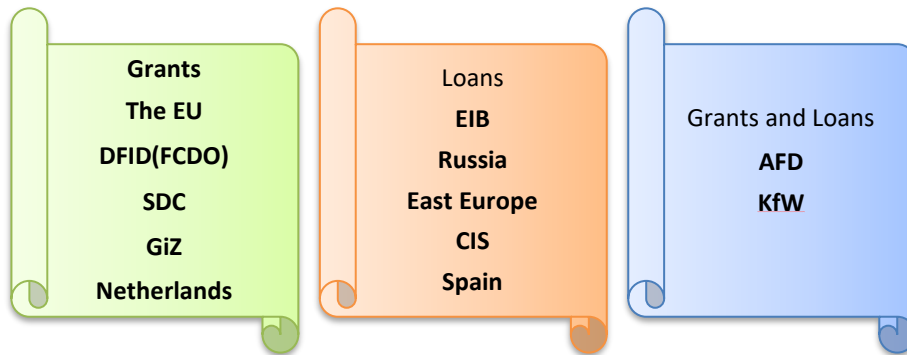 Grants
The EU
DFID(FCDO)
SDC
GiZ
Netherlands
Loans
EIB
Russia
East Europe
CIS
Spain
Grants and Loans
AFD
KfW